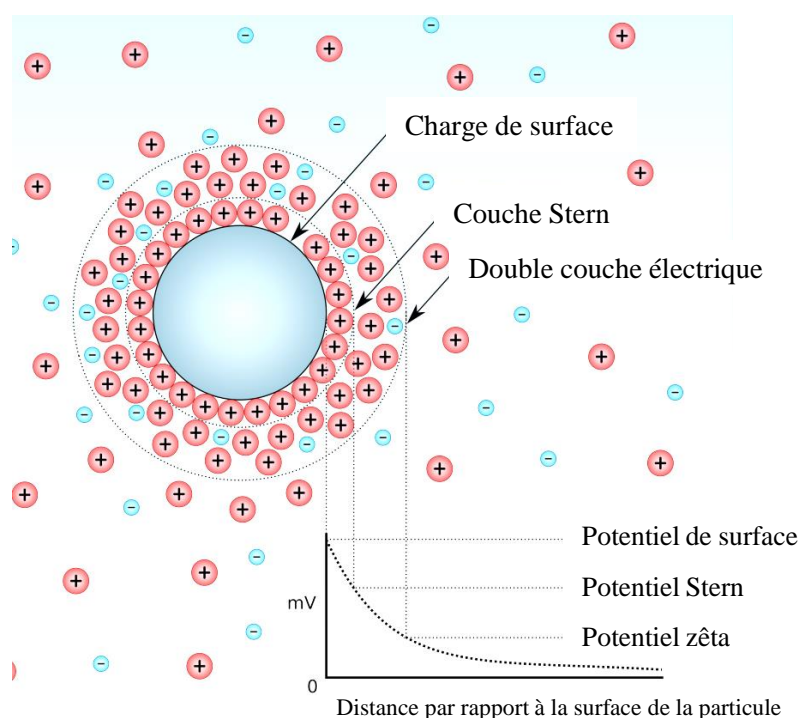 Charge de surface
Couche Stern
Double couche électrique
Potentiel de surface
Potentiel Stern
mV
Potentiel zêta
0
Distance par rapport à la surface de la particule